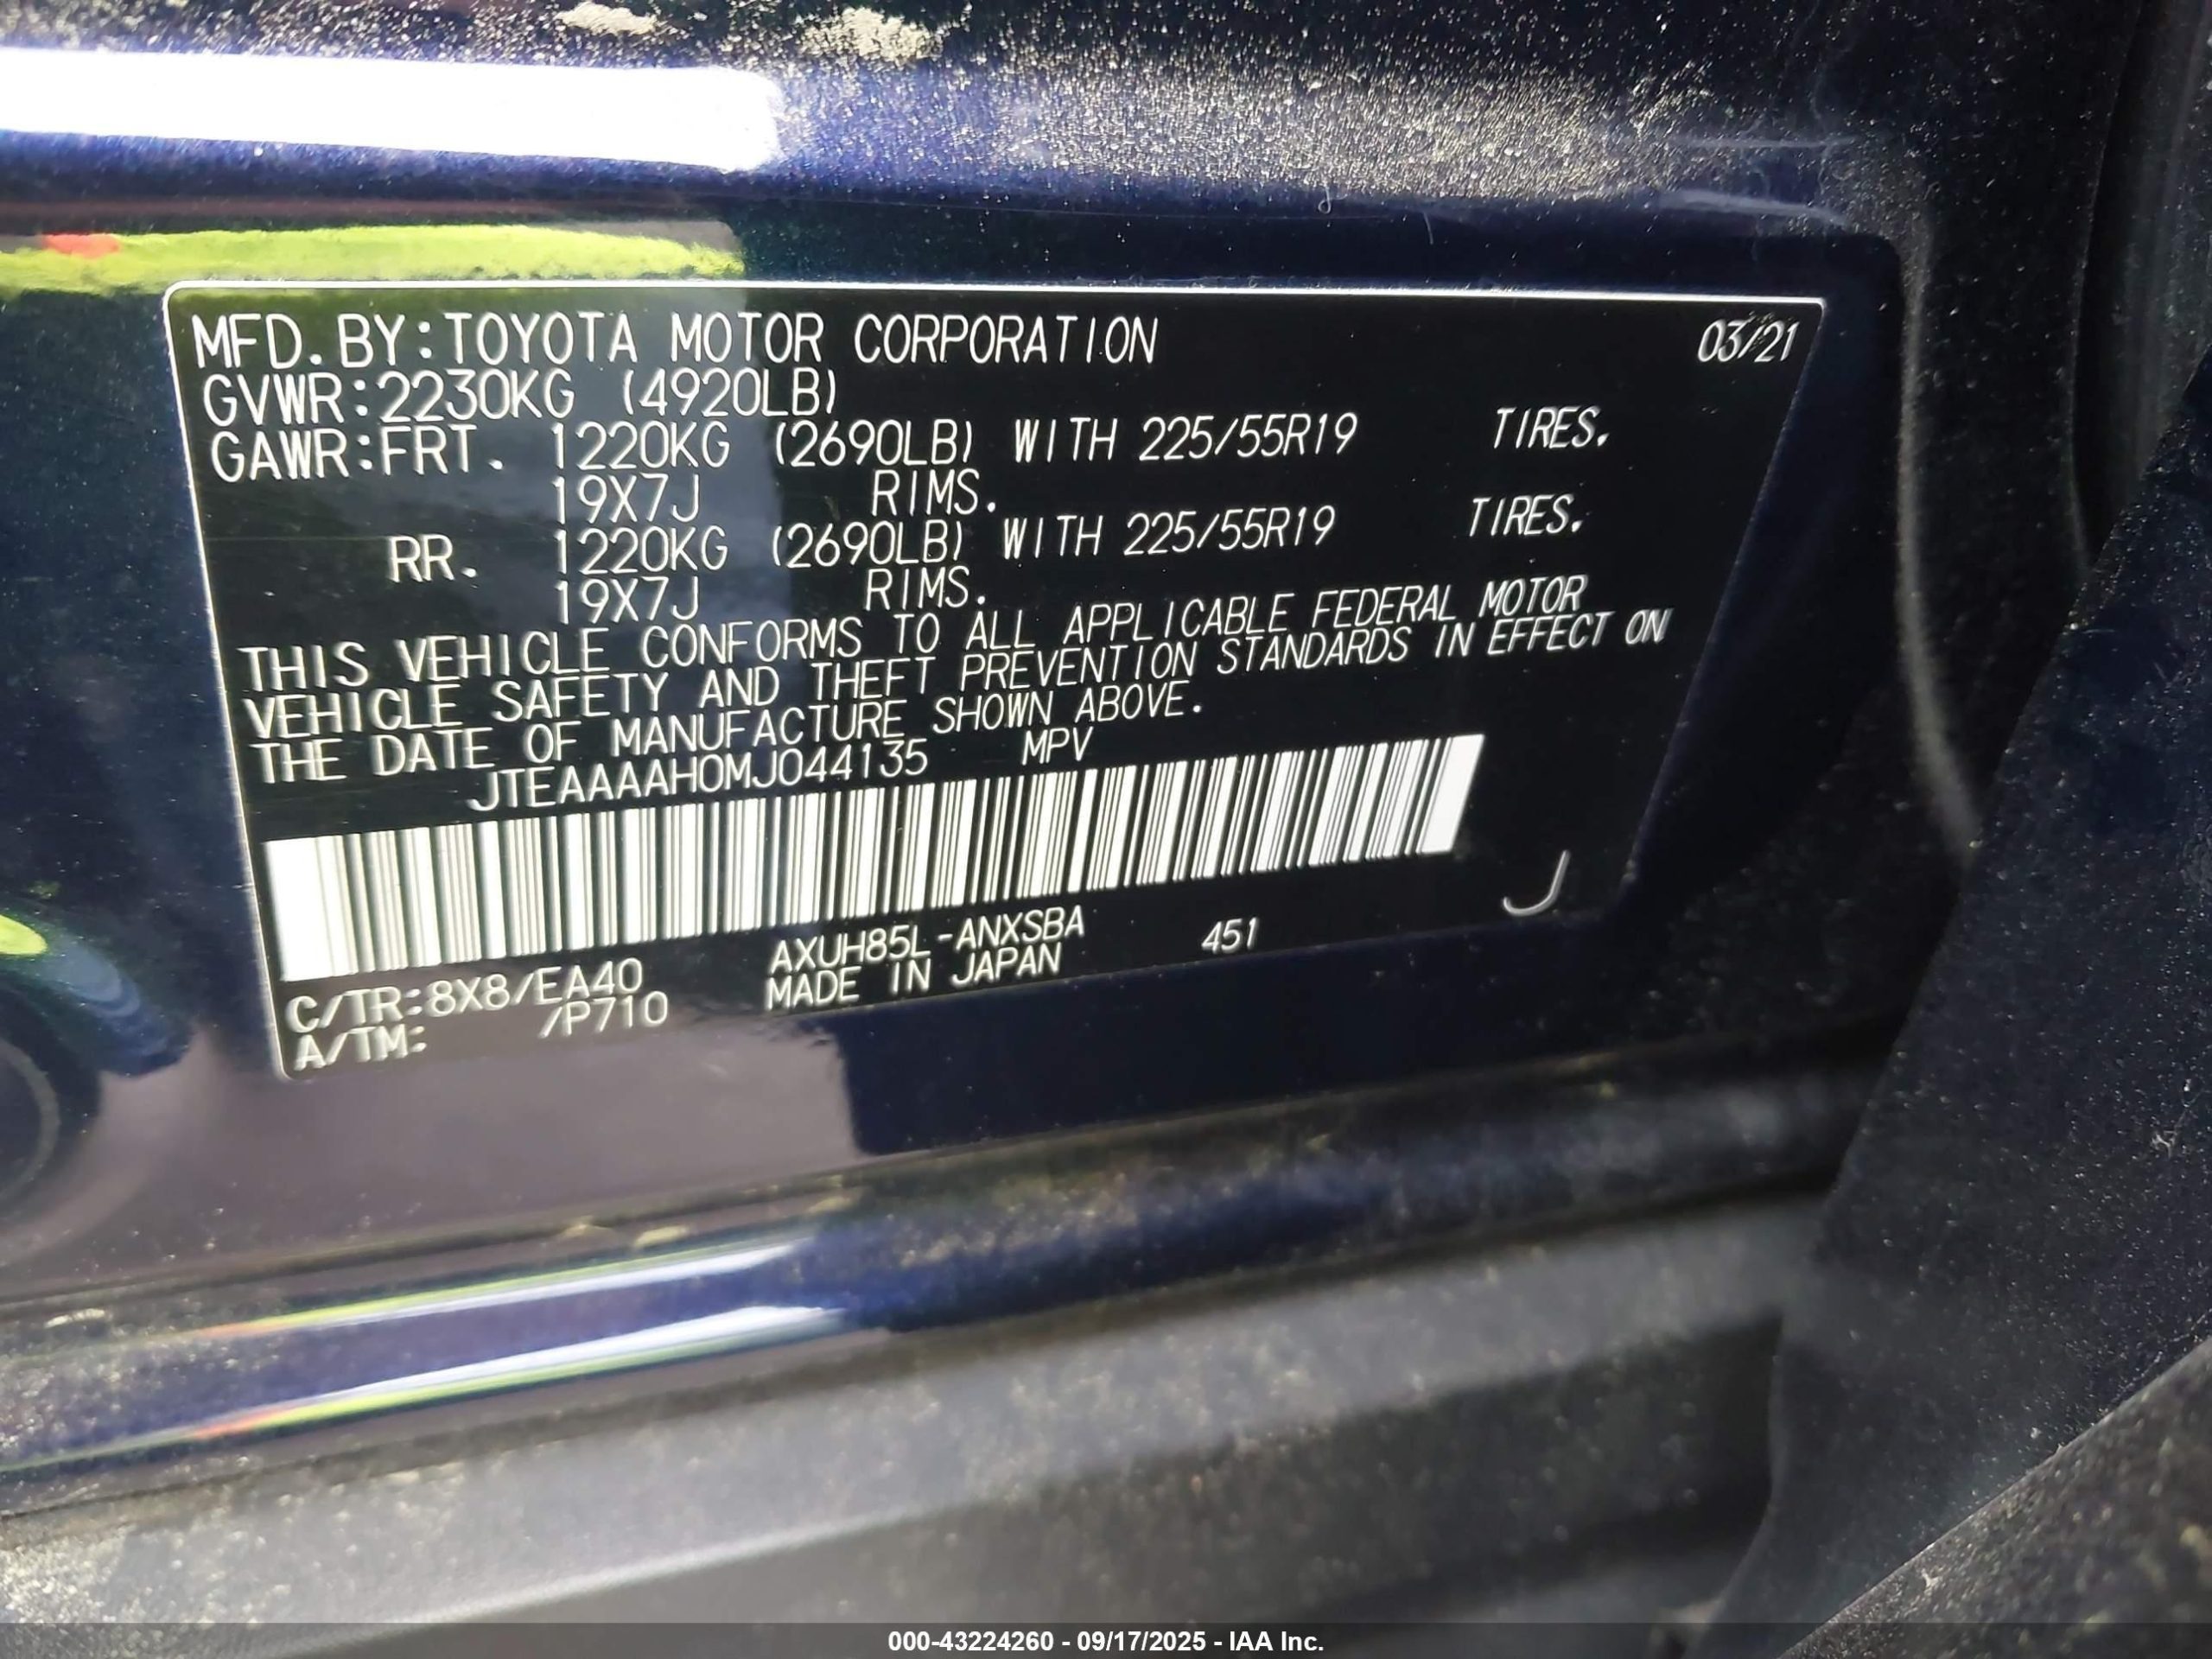 MFD. BY:TOYOTA MOTOR CORPORATION 03/21
GVWR:2230KG (4920LB)
GAWR:FRT. 1220KG (2690LB) WITH 225/55R19 TIRES.
19X7J RIMS.
RR. 1220KG (2690LB) WITH 225/55R19 TIRES.
19X7J RIMS.
THIS VEHICLE CONFORMS TO ALL APPLICABLE FEDERAL MOTOR
VEHICLE SAFETY AND THEFT PREVENTION STANDARDS IN EFFECT ON
THE DATE OF MANUFACTURE SHOWN ABOVE.
JTEAAAAH0MJ044135 MPV
AXUH85L-ANXSBA 451 J
C/TR:8X8/EA40 MADE IN JAPAN
A/TM: /P710
000-43224260 - 09/17/2025 - IAA Inc.